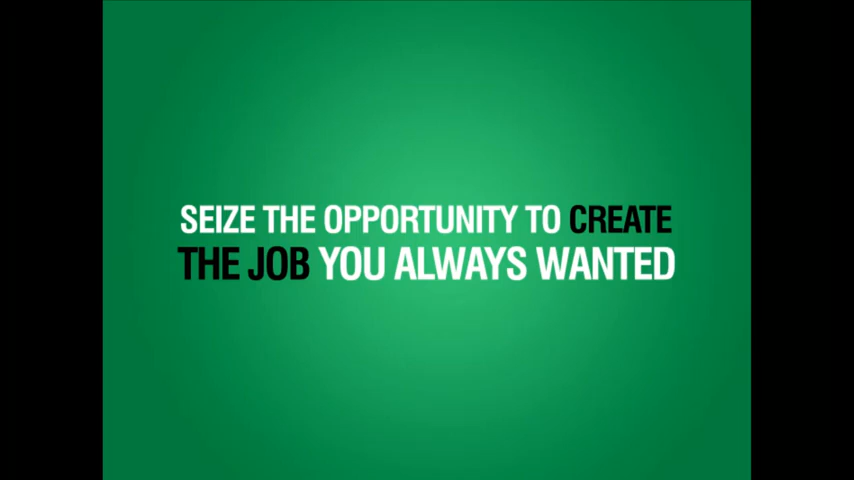 SEIZE THE OPPORTUNITY TO CREATE
THE JOB YOU ALWAYS WANTED